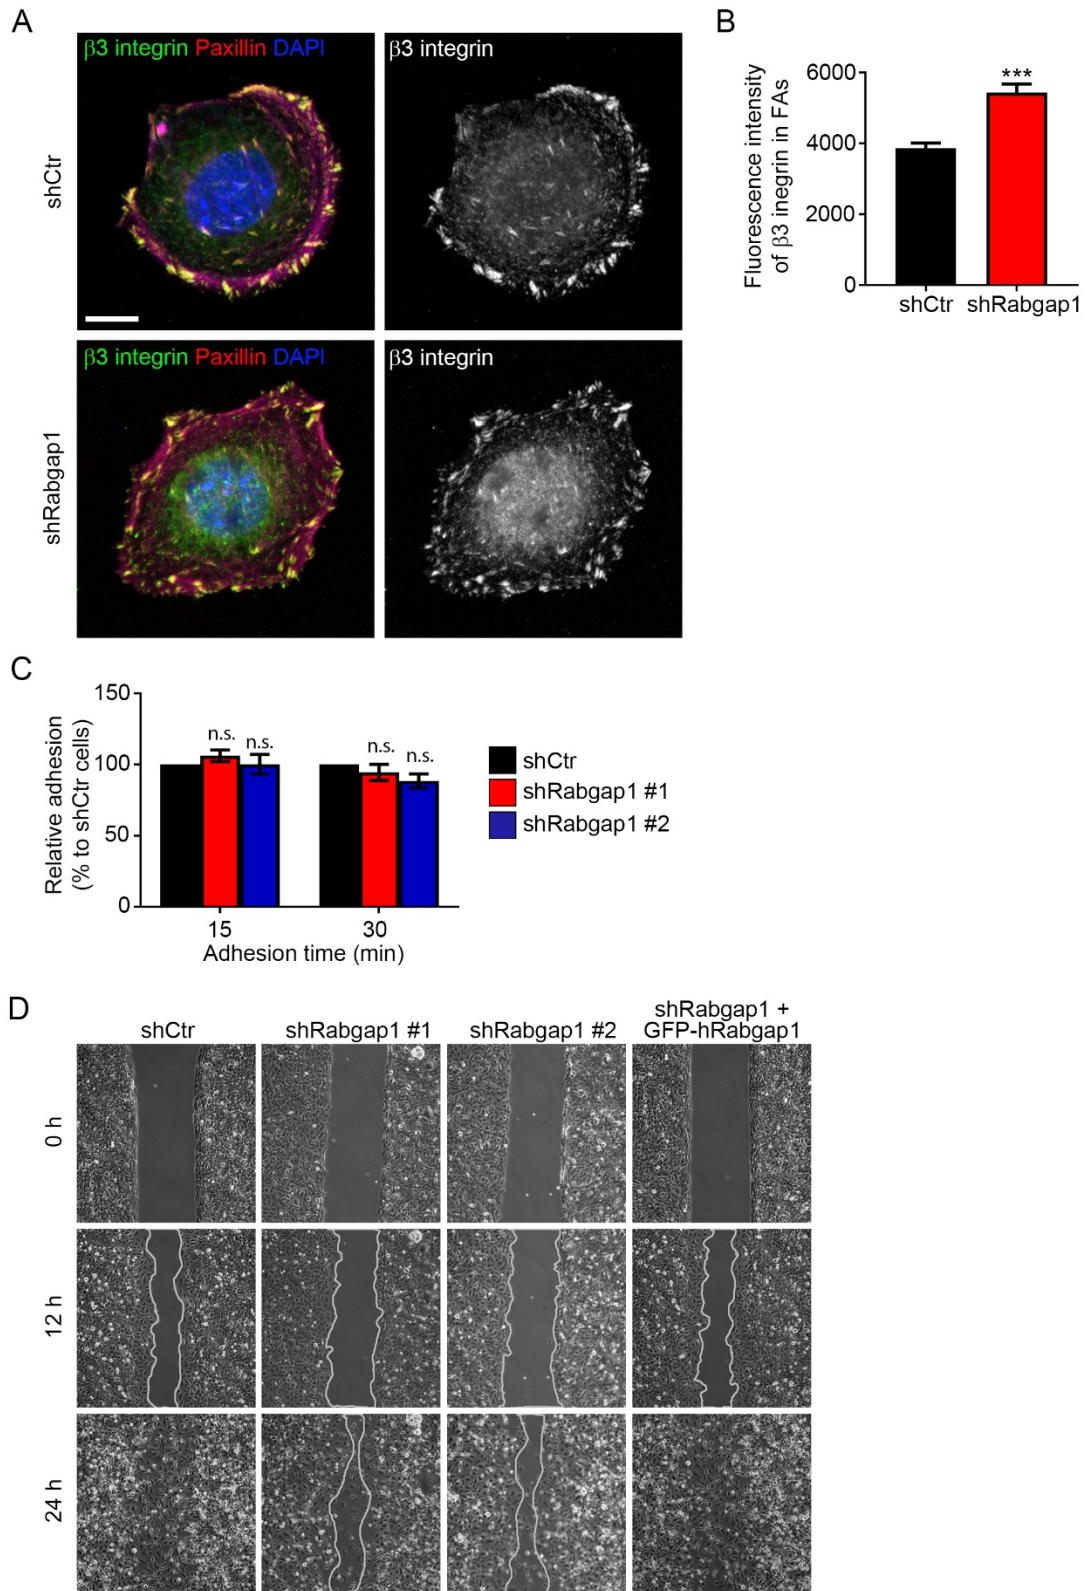 A
β3 integrin Paxillin DAPI
β3 integrin
shCtr
β3 integrin Paxillin DAPI
β3 integrin
shRabgap1
B
Fluorescence intensity
of β3 inegrin in FAs
6000
4000
2000
0
***
shCtr
shRabgap1
C
Relative adhesion
(% to shCtr cells)
150
100
50
0
n.s.
n.s.
n.s.
n.s.
15
30
Adhesion time (min)
shCtr
shRabgap1 #1
shRabgap1 #2
D
shCtr
shRabgap1 #1
shRabgap1 #2
shRabgap1 +
GFP-hRabgap1
0 h
12 h
24 h